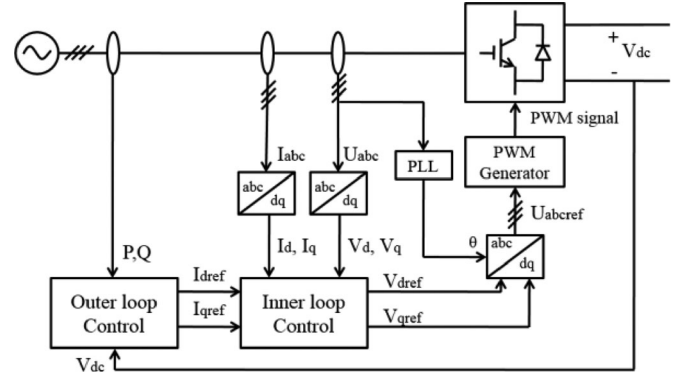 +
Vdc
-
PWM signal
PWM
Generator
Iabc
Uabc
PLL
abc
dq
abc
dq
Uabcref
θ
abc
dq
P,Q
Id, Iq
Vd, Vq
Idref
Iqref
Vdref
Vqref
Outer loop
Control
Inner loop
Control
Vdc